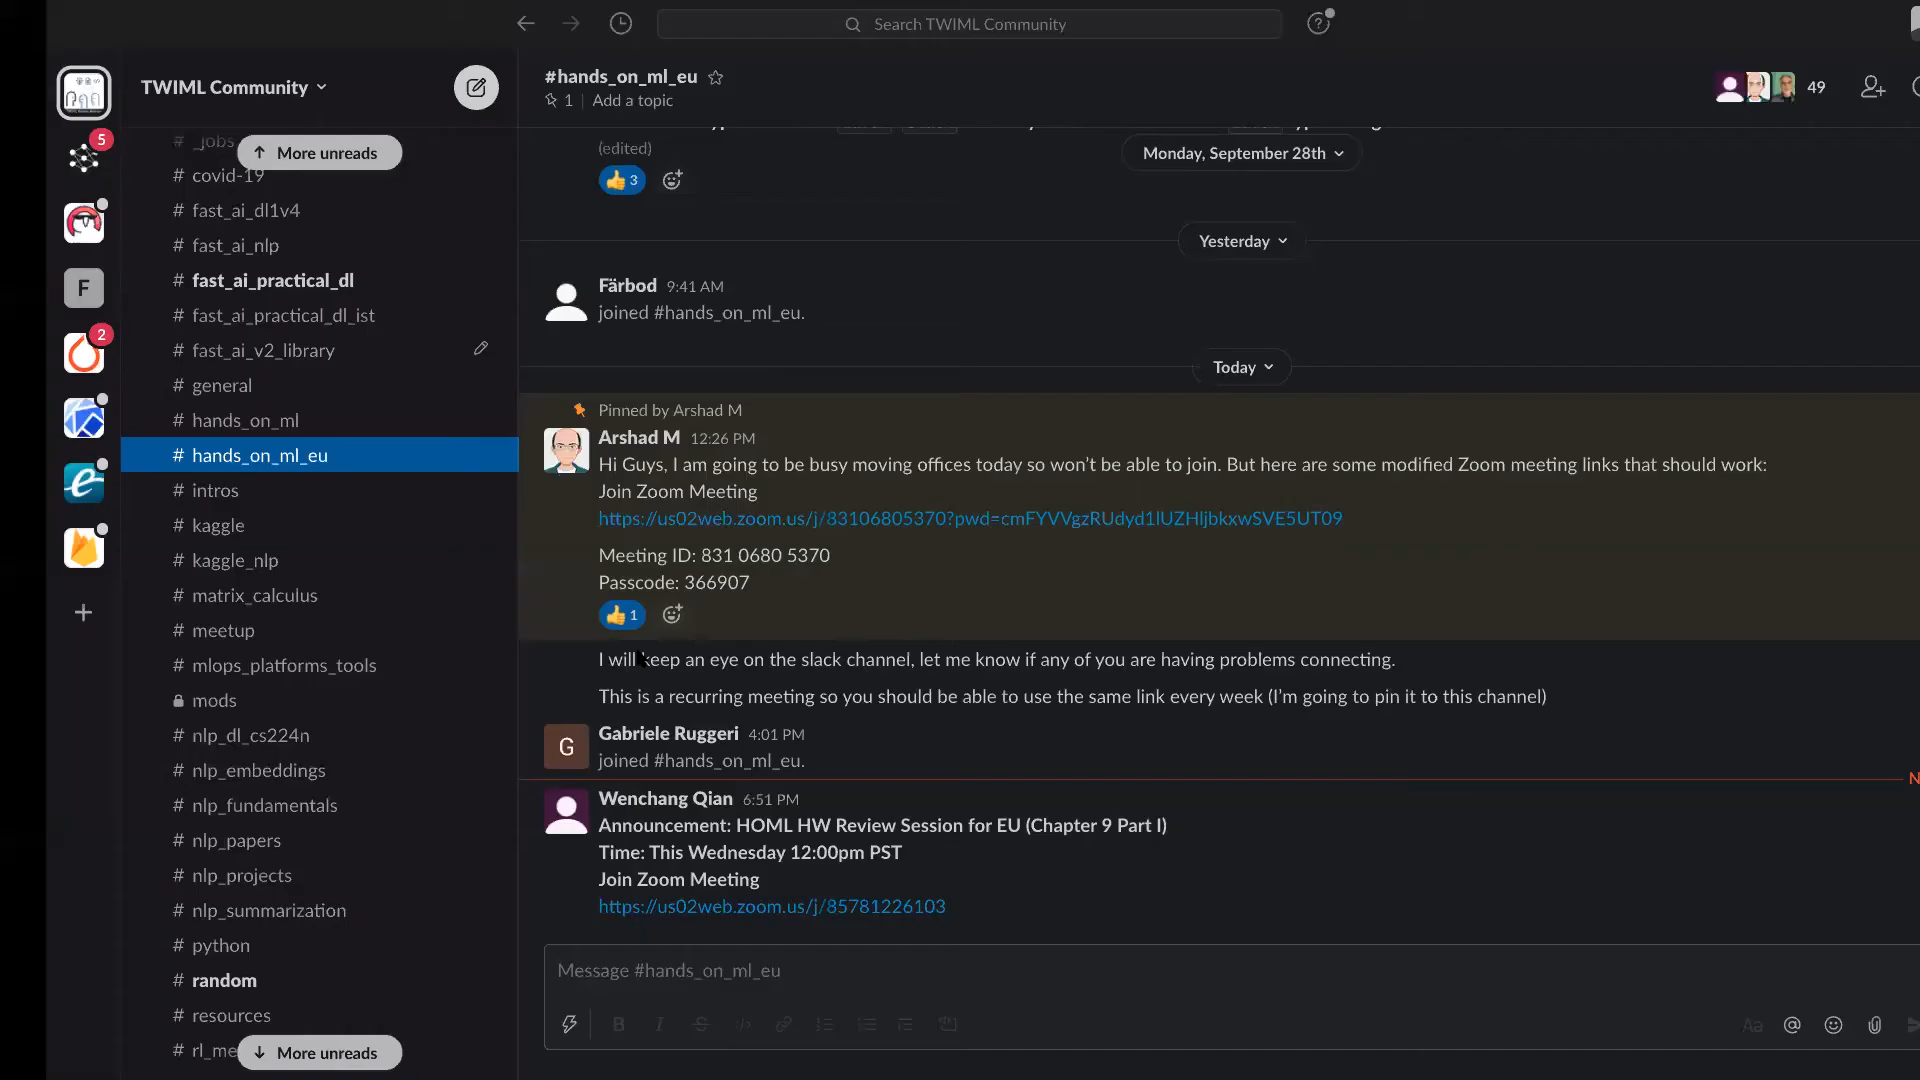 Search TWIML Community
TWIML Community
#hands_on_ml_eu
1 | Add a topic
49
5
F
2
# _jobs
More unreads
# covid-19
# fast_ai_dl1v4
# fast_ai_nlp
# fast_ai_practical_dl
# fast_ai_practical_dl_ist
# fast_ai_v2_library
# general
# hands_on_ml
# hands_on_ml_eu
# intros
# kaggle
# kaggle_nlp
# matrix_calculus
# meetup
# mlops_platforms_tools
mods
# nlp_dl_cs224n
# nlp_embeddings
# nlp_fundamentals
# nlp_papers
# nlp_projects
# nlp_summarization
# python
# random
# resources
# rl_me
More unreads
(edited)
Monday, September 28th
3
Yesterday
Färbod 9:41 AM
joined #hands_on_ml_eu.
Today
Pinned by Arshad M
Arshad M 12:26 PM
Hi Guys, I am going to be busy moving offices today so won't be able to join. But here are some modified Zoom meeting links that should work:
Join Zoom Meeting
https://us02web.zoom.us/j/83106805370?pwd=cmFYVVgzRUdyd1lUZHljbkxwSVE5UT09
Meeting ID: 831 0680 5370
Passcode: 366907
1
I will keep an eye on the slack channel, let me know if any of you are having problems connecting.
This is a recurring meeting so you should be able to use the same link every week (I'm going to pin it to this channel)
G
Gabriele Ruggeri 4:01 PM
joined #hands_on_ml_eu.
N
Wenchang Qian 6:51 PM
Announcement: HOML HW Review Session for EU (Chapter 9 Part I)
Time: This Wednesday 12:00pm PST
Join Zoom Meeting
https://us02web.zoom.us/j/85781226103
Message #hands_on_ml_eu
B I S
Aa @